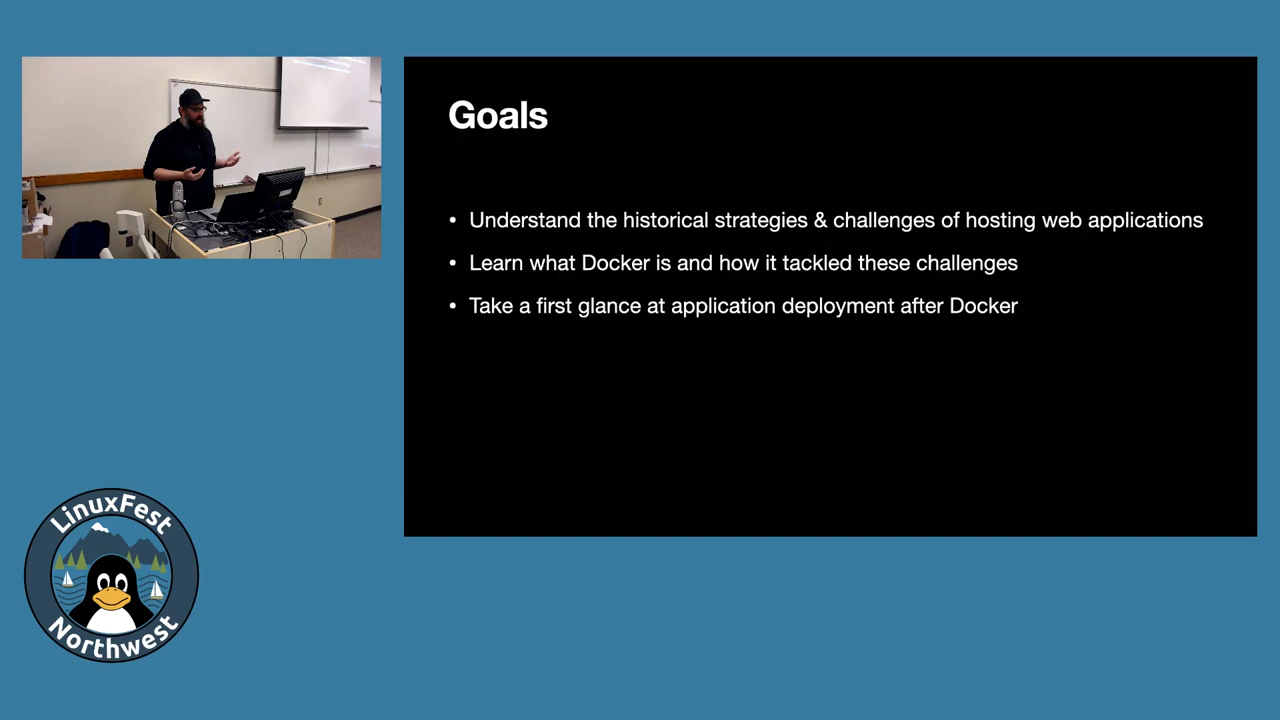 Goals
• Understand the historical strategies & challenges of hosting web applications
• Learn what Docker is and how it tackled these challenges
• Take a first glance at application deployment after Docker
LinuxFest
Northwest